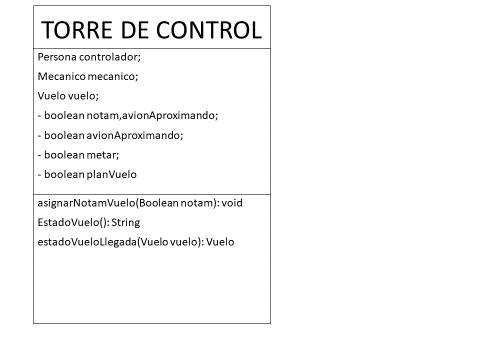 TORRE DE CONTROL
Persona controlador;
Mecanico mecanico;
Vuelo vuelo;
- boolean notam,avionAproximando;
- boolean avionAproximando;
- boolean metar;
- boolean planVuelo
asignarNotamVuelo(Boolean notam): void
EstadoVuelo(): String
estadoVueloLlegada(Vuelo vuelo): Vuelo